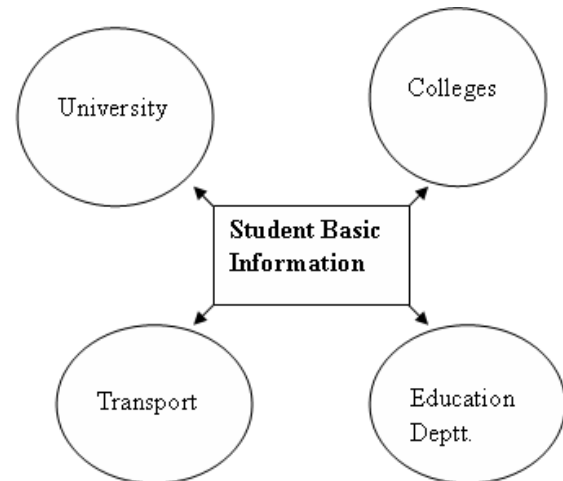 University
Colleges
Student Basic
Information
Transport
Education
Deptt.